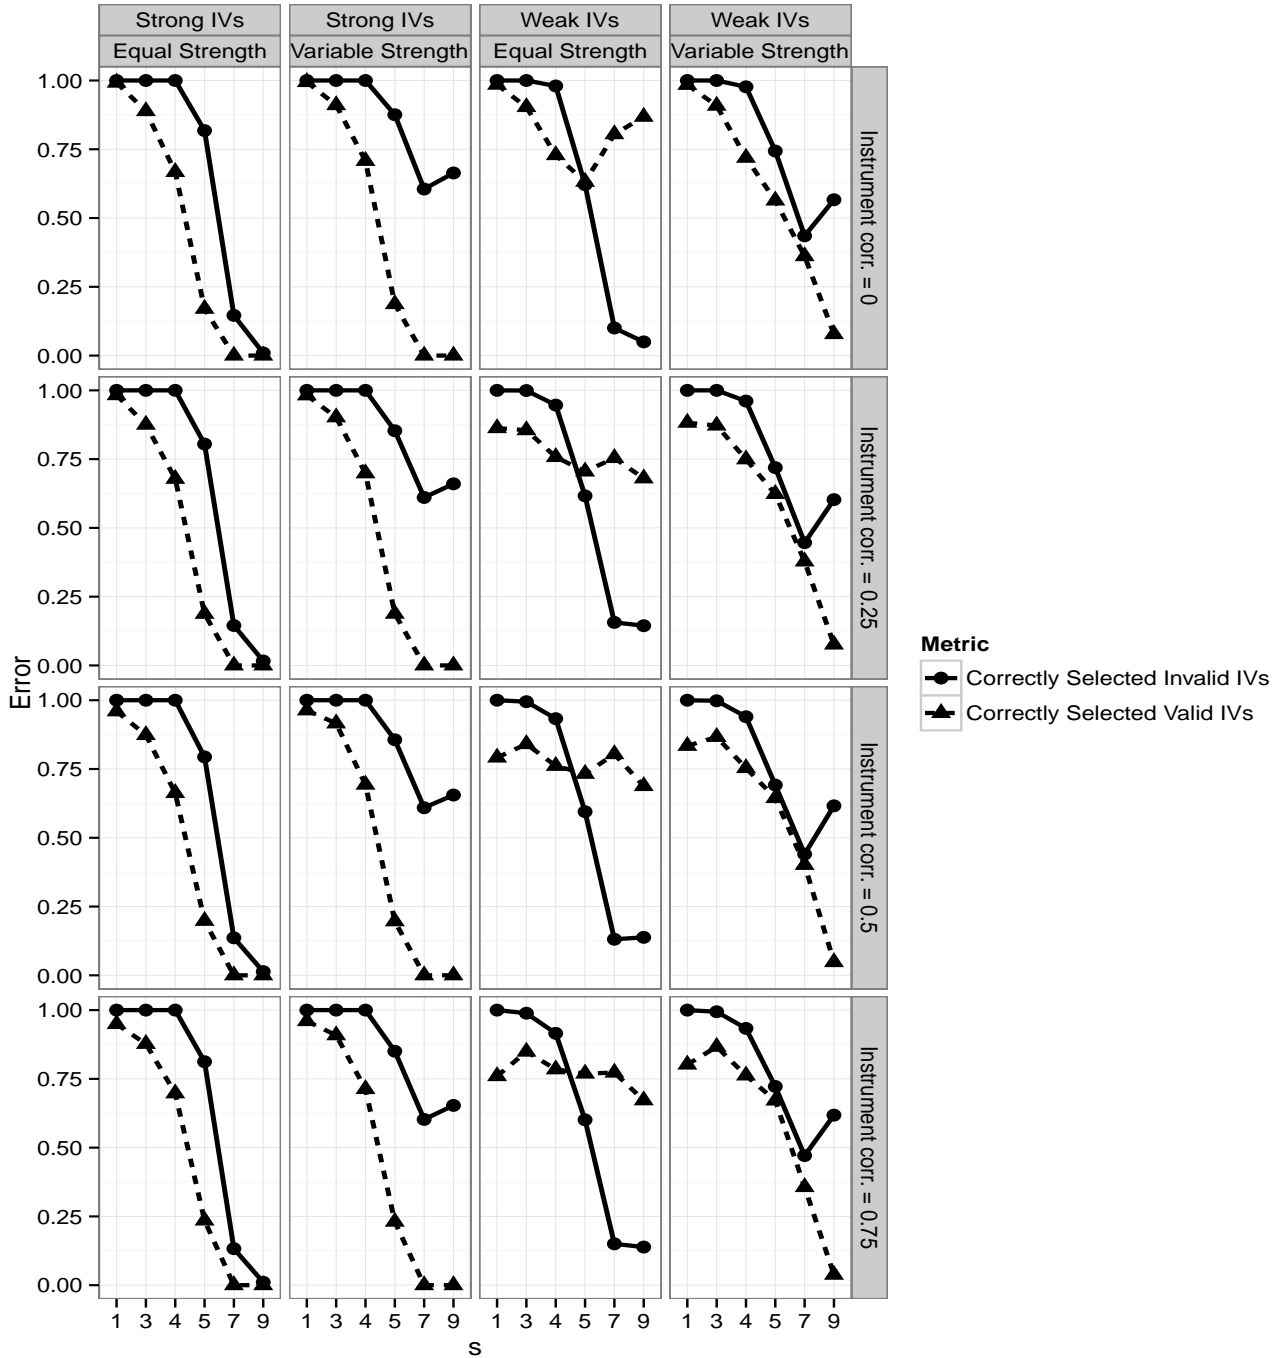 Strong IVs Strong IVs Weak IVs Weak IVs
Equal Strength Variable Strength Equal Strength Variable Strength
1.00
0.75
0.50
0.25
0.00
Instrument corr. = 0
1.00
0.75
0.50
0.25
0.00
Instrument corr. = 0.25
1.00
0.75
0.50
0.25
0.00
Instrument corr. = 0.5
1.00
0.75
0.50
0.25
0.00
Instrument corr. = 0.75
Error
1 3 4 5 7 9 1 3 4 5 7 9 1 3 4 5 7 9 1 3 4 5 7 9
s
Metric
Correctly Selected Invalid IVs
Correctly Selected Valid IVs